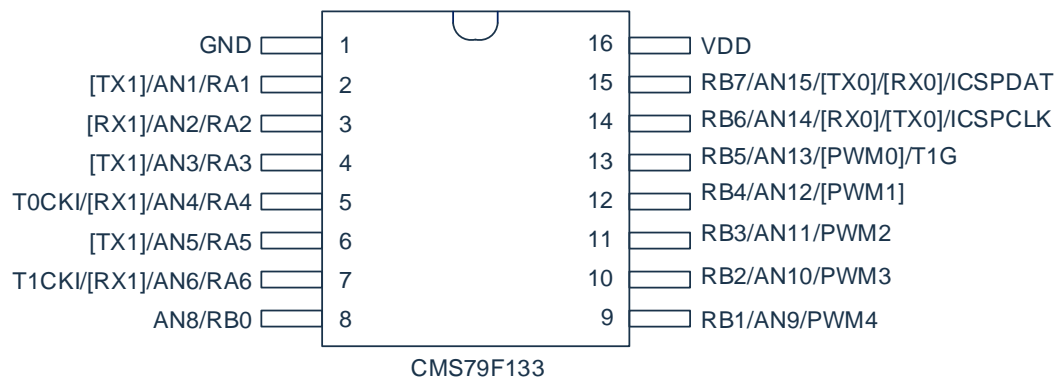 GND 1 16 VDD
[TX1]/AN1/RA1 2 15 RB7/AN15/[TX0]/[RX0]/ICSPDAT
[RX1]/AN2/RA2 3 14 RB6/AN14/[RX0]/[TX0]/ICSPCLK
[TX1]/AN3/RA3 4 13 RB5/AN13/[PWM0]/T1G
T0CKI/[RX1]/AN4/RA4 5 12 RB4/AN12/[PWM1]
[TX1]/AN5/RA5 6 11 RB3/AN11/PWM2
T1CKI/[RX1]/AN6/RA6 7 10 RB2/AN10/PWM3
AN8/RB0 8 9 RB1/AN9/PWM4
CMS79F133